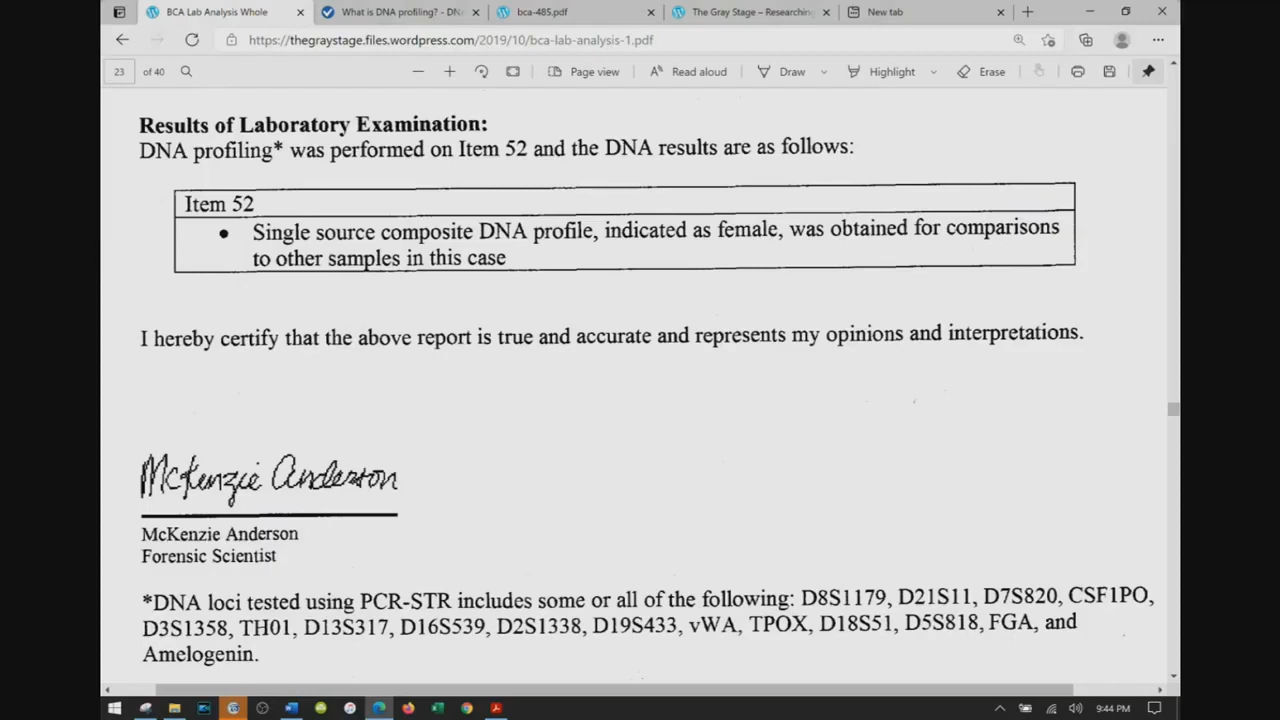 BCA Lab Analysis Whole
What is DNA profiling? - DNA
bca-485.pdf
The Gray Stage – Researching
New tab
https://thegraystage.files.wordpress.com/2019/10/bca-lab-analysis-1.pdf
23 of 40
Page view
Read aloud
Draw
Highlight
Erase
Results of Laboratory Examination:
DNA profiling* was performed on Item 52 and the DNA results are as follows:
Item 52
• Single source composite DNA profile, indicated as female, was obtained for comparisons
to other samples in this case
I hereby certify that the above report is true and accurate and represents my opinions and interpretations.
McKenzie Anderson
McKenzie Anderson
Forensic Scientist
*DNA loci tested using PCR-STR includes some or all of the following: D8S1179, D21S11, D7S820, CSF1PO,
D3S1358, TH01, D13S317, D16S539, D2S1338, D19S433, vWA, TPOX, D18S51, D5S818, FGA, and
Amelogenin.
9:44 PM